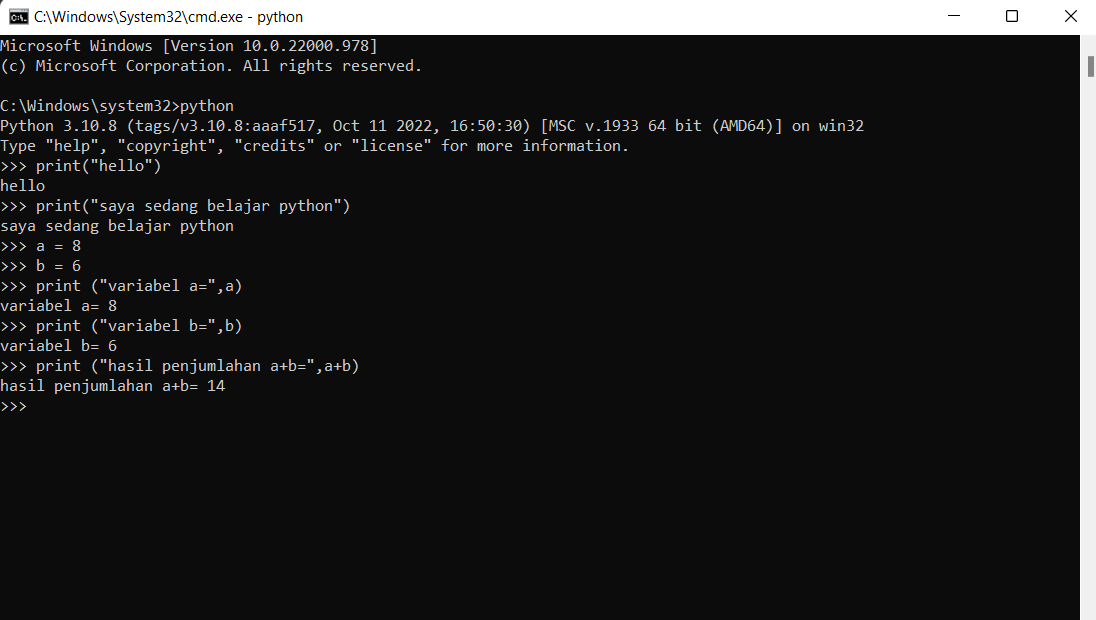 C:\Windows\System32\cmd.exe - python
Microsoft Windows [Version 10.0.22000.978]
(c) Microsoft Corporation. All rights reserved.
C:\Windows\system32>python
Python 3.10.8 (tags/v3.10.8:aaaf517, Oct 11 2022, 16:50:30) [MSC v.1933 64 bit (AMD64)] on win32
Type "help", "copyright", "credits" or "license" for more information.
>>> print("hello")
hello
>>> print("saya sedang belajar python")
saya sedang belajar python
>>> a = 8
>>> b = 6
>>> print ("variabel a=",a)
variabel a= 8
>>> print ("variabel b=",b)
variabel b= 6
>>> print ("hasil penjumlahan a+b=",a+b)
hasil penjumlahan a+b= 14
>>>